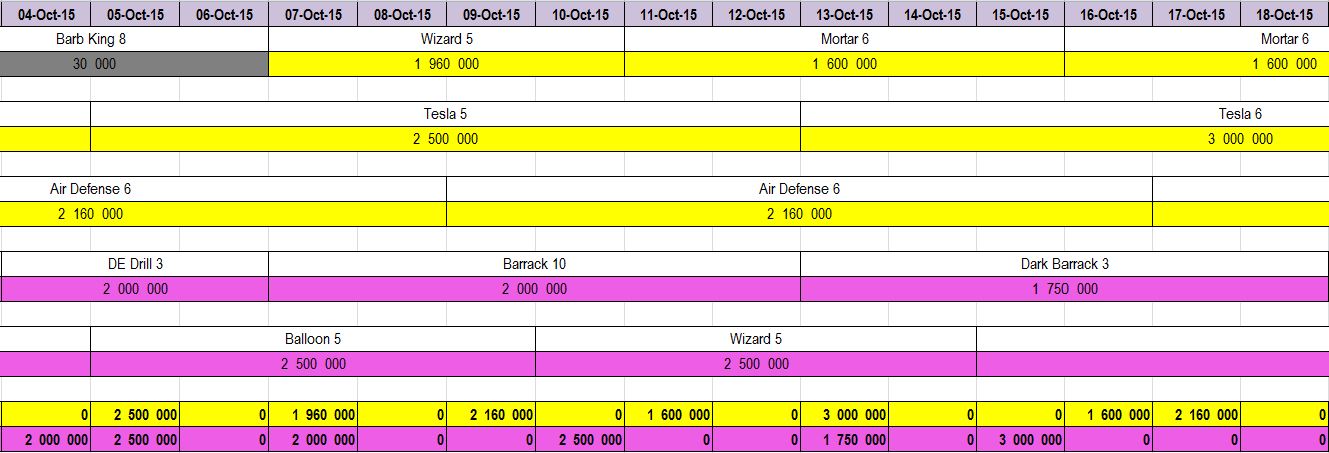 04-Oct-15 05-Oct-15 06-Oct-15 07-Oct-15 08-Oct-15 09-Oct-15 10-Oct-15 11-Oct-15 12-Oct-15 13-Oct-15 14-Oct-15 15-Oct-15 16-Oct-15 17-Oct-15 18-Oct-15
Barb King 8 Wizard 5 Mortar 6 Mortar 6
30 000 1 960 000 1 600 000 1 600 000
Tesla 5 Tesla 6
2 500 000 3 000 000
Air Defense 6 Air Defense 6
2 160 000 2 160 000
DE Drill 3 Barrack 10 Dark Barrack 3
2 000 000 2 000 000 1 750 000
Balloon 5 Wizard 5
2 500 000 2 500 000
0 2 500 000 0 1 960 000 0 2 160 000 0 1 600 000 0 3 000 000 0 0 1 600 000 2 160 000 0
2 000 000 2 500 000 0 2 000 000 0 0 2 500 000 0 0 1 750 000 0 3 000 000 0 0 0